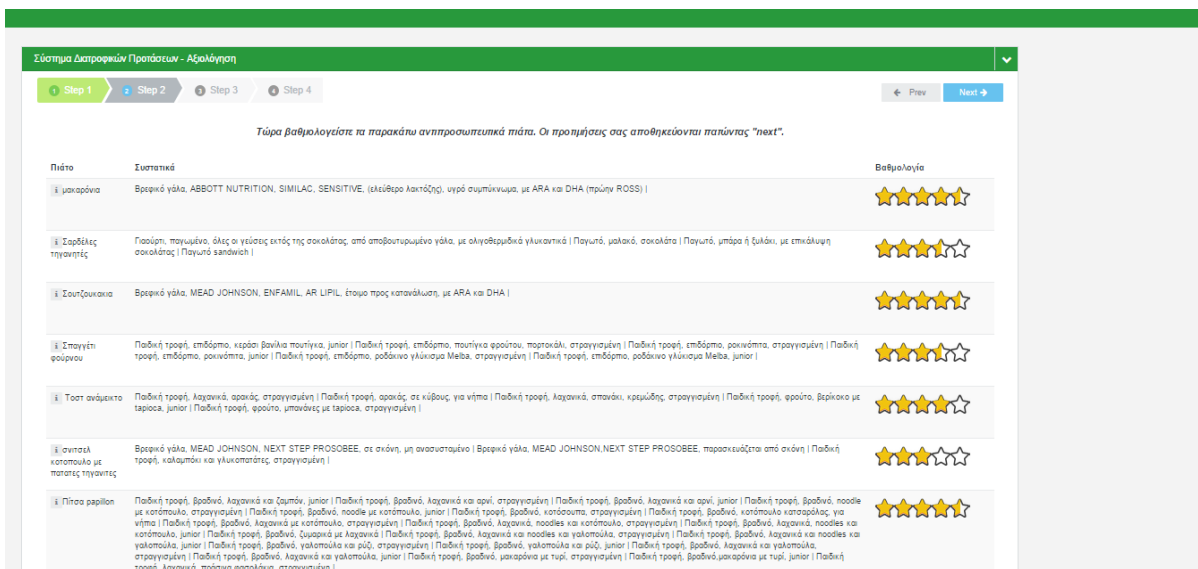 Σύστημα Διατροφικών Προτάσεων - Αξιολόγηση
1 Step 1 2 Step 2 3 Step 3 4 Step 4 Prev Next
Τώρα βαθμολογείστε τα παρακάτω αντιπροσωπευτικά πιάτα. Οι προτιμήσεις σας αποθηκεύονται πατώντας "next".
Πιάτο Συστατικά Βαθμολογία
i μακαρόνια Βρεφικό γάλα, ABBOTT NUTRITION, SIMILAC, SENSITIVE, (ελεύθερο λακτόζης), υγρό συμπύκνωμα, με ARA και DHA (πρώην ROSS) |
i Σαρδέλες τηγανητές
Γιαούρτι, παγωμένο, όλες οι γεύσεις εκτός της σοκολάτας, από αποβουτυρωμένο γάλα, με ολιγοθερμιδικά γλυκαντικά | Παγωτό, μαλακό, σοκολάτα | Παγωτό, μπάρα ή ξυλάκι, με επικάλυψη
σοκολάτας | Παγωτό sandwich |
i Σουτζουκακια Βρεφικό γάλα, MEAD JOHNSON, ENFAMIL, AR LIPIL, έτοιμο προς κατανάλωση, με ARA και DHA |
i Σπαγγέτι φούρνου
Παιδική τροφή, επιδόρπιο, κεράσι βανίλια πουτίγκα, junior | Παιδική τροφή, επιδόρπιο, πουτίγκα φρούτου, πορτοκάλι, στραγγισμένη | Παιδική τροφή, επιδόρπιο, ροκινόπιτα, στραγγισμένη | Παιδική
τροφή, επιδόρπιο, ροκινόπιτα, junior | Παιδική τροφή, επιδόρπιο, ροδάκινο γλύκισμα Melba, στραγγισμένη | Παιδική τροφή, επιδόρπιο, ροδάκινο γλύκισμα Melba, junior |
i Τοστ ανάμεικτο
Παιδική τροφή, λαχανικά, αρακάς, στραγγισμένη | Παιδική τροφή, αρακάς, σε κύβους, για νήπια | Παιδική τροφή, λαχανικά, σπανάκι, κρεμώδης, στραγγισμένη | Παιδική τροφή, φρούτο, βερίκοκο με
tapioca, junior | Παιδική τροφή, φρούτο, μπανάνες με tapioca, στραγγισμένη |
i σνιτσελ κοτοπουλο με πατατες τηγανιτες
Βρεφικό γάλα, MEAD JOHNSON, NEXT STEP PROSOBEE, σε σκόνη, μη ανασυσταμένο | Βρεφικό γάλα, MEAD JOHNSON,NEXT STEP PROSOBEE, παρασκευάζεται από σκόνη | Παιδική
τροφή, καλαμπόκι και γλυκοπατάτες, στραγγισμένη |
i Πίτσα papillon
Παιδική τροφή, βραδινό, λαχανικά και ζαμπόν, junior | Παιδική τροφή, βραδινό, λαχανικά και αρνί, στραγγισμένη | Παιδική τροφή, βραδινό, λαχανικά και αρνί, junior | Παιδική τροφή, βραδινό, noodle
με κοτόπουλο, στραγγισμένη | Παιδική τροφή, βραδινό, noodle με κοτόπουλο, junior | Παιδική τροφή, βραδινό, κοτόσουπα, στραγγισμένη | Παιδική τροφή, βραδινό, κοτόπουλο κατσαρόλας, για
νήπια | Παιδική τροφή, βραδινό, λαχανικά με κοτόπουλο, στραγγισμένη | Παιδική τροφή, βραδινό, λαχανικά, noodles και κοτόπουλο, στραγγισμένη | Παιδική τροφή, βραδινό, λαχανικά, noodles και
κοτόπουλο, junior | Παιδική τροφή, βραδινό, ζυμαρικά με λαχανικά | Παιδική τροφή, βραδινό, λαχανικά και noodles και γαλοπούλα, στραγγισμένη | Παιδική τροφή, βραδινό, λαχανικά και noodles και
γαλοπούλα, junior | Παιδική τροφή, βραδινό, γαλοπούλα και ρύζι, στραγγισμένη | Παιδική τροφή, βραδινό, γαλοπούλα και ρύζι, junior | Παιδική τροφή, βραδινό, λαχανικά και γαλοπούλα,
στραγγισμένη | Παιδική τροφή, βραδινό, λαχανικά και γαλοπούλα, junior | Παιδική τροφή, βραδινό, μακαρόνια με τυρί, στραγγισμένη | Παιδική τροφή, βραδινό,μακαρόνια με τυρί, junior | Παιδική
τροφή, λαχανικά, πράσινα φασολάκια, στραγγισμένη |